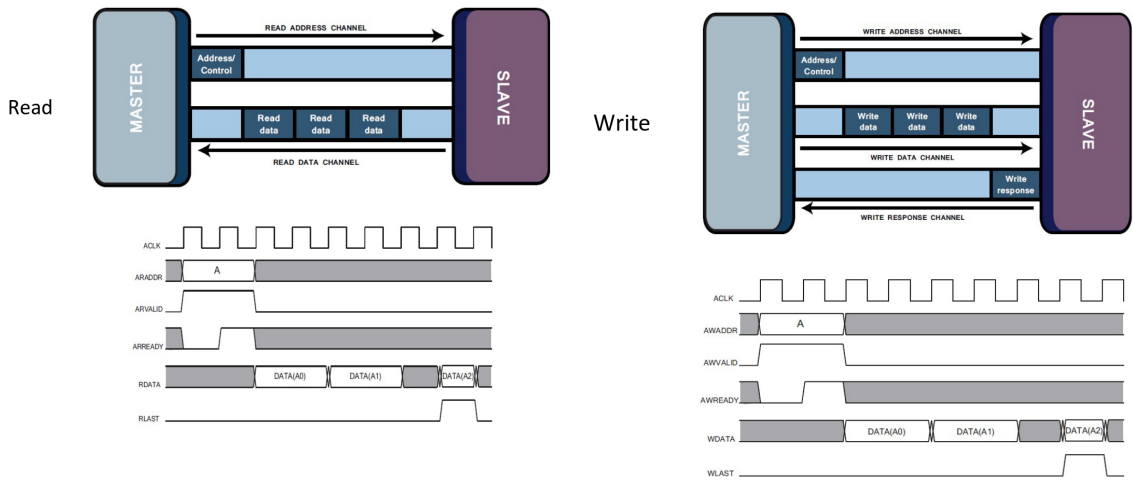 Read
MASTER
READ ADDRESS CHANNEL
Address/
Control
Read
data
Read
data
Read
data
READ DATA CHANNEL
SLAVE
ACLK
ARADDR
A
ARVALID
ARREADY
RDATA
DATA(A0)
DATA(A1)
DATA(A2)
RLAST
Write
MASTER
WRITE ADDRESS CHANNEL
Address/
Control
Write
data
Write
data
Write
data
WRITE DATA CHANNEL
Write
response
WRITE RESPONSE CHANNEL
SLAVE
ACLK
AWADDR
A
AWVALID
AWREADY
WDATA
DATA(A0)
DATA(A1)
DATA(A2)
WLAST